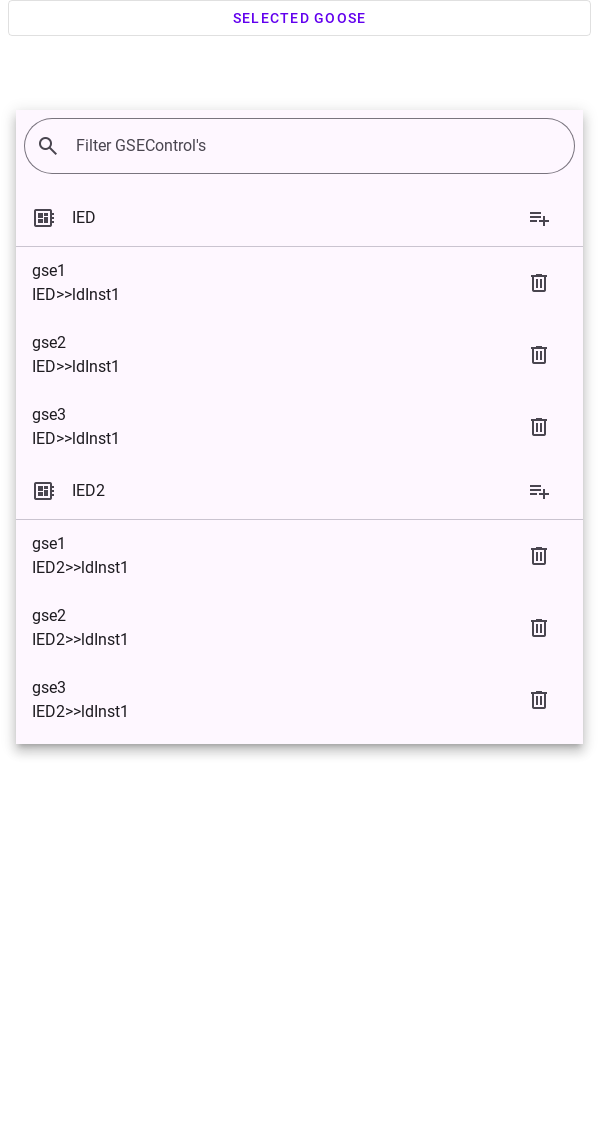 SELECTED GOOSE
Filter GSEControl's
IED
gse1
IED>>ldInst1
gse2
IED>>ldInst1
gse3
IED>>ldInst1
IED2
gse1
IED2>>ldInst1
gse2
IED2>>ldInst1
gse3
IED2>>ldInst1